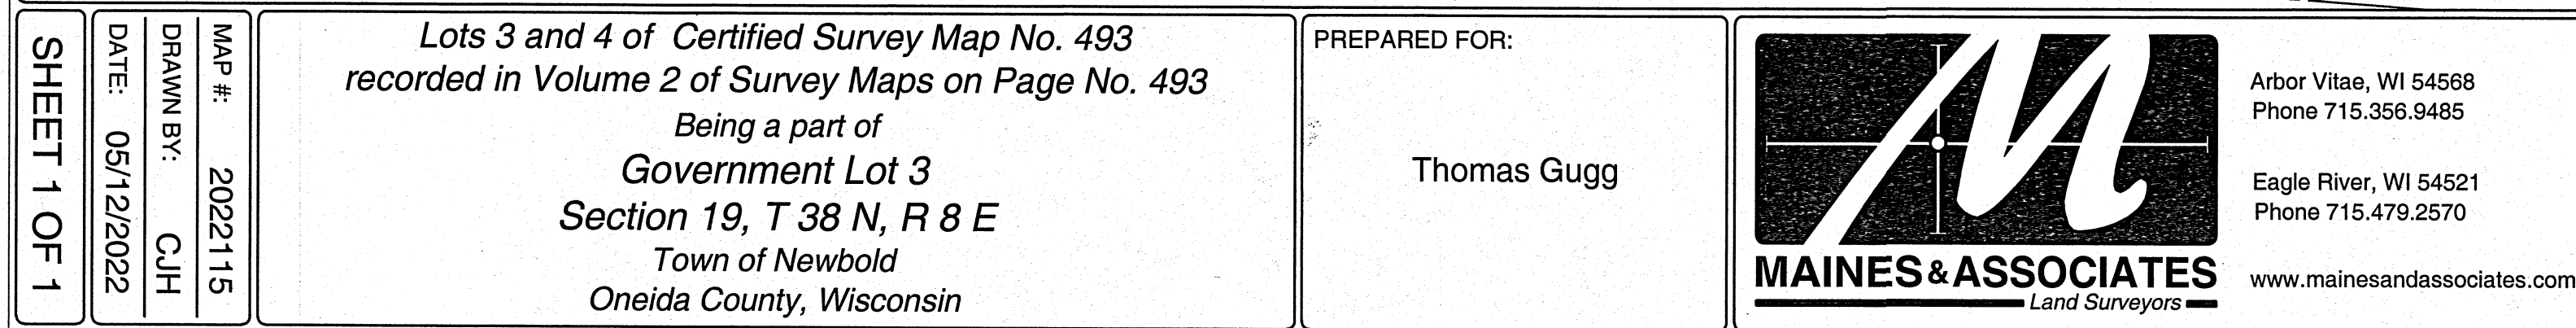 SHEET 1 OF 1
DATE: 05/12/2022
DRAWN BY: CJH
MAP #: 2022115
Lots 3 and 4 of Certified Survey Map No. 493
recorded in Volume 2 of Survey Maps on Page No. 493
Being a part of
Government Lot 3
Section 19, T 38 N, R 8 E
Town of Newbold
Oneida County, Wisconsin
PREPARED FOR:
Thomas Gugg
M
MAINES & ASSOCIATES
Land Surveyors
Arbor Vitae, WI 54568
Phone 715.356.9485
Eagle River, WI 54521
Phone 715.479.2570
www.mainesandassociates.com